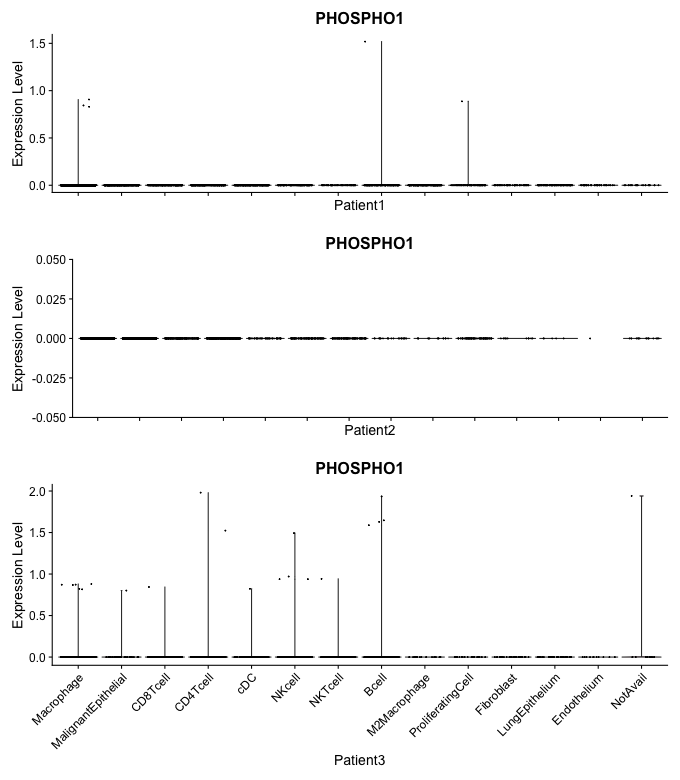 PHOSPHO1
Expression Level
1.5
1.0
0.5
0.0
Patient1
PHOSPHO1
Expression Level
0.050
0.025
0.000
-0.025
-0.050
Patient2
PHOSPHO1
Expression Level
2.0
1.5
1.0
0.5
0.0
Macrophage
MalignantEpithelial
CD8Tcell
CD4Tcell
cDC
NKcell
NKTcell
Bcell
M2Macrophage
ProliferatingCell
Fibroblast
LungEpithelium
Endothelium
NotAvail
Patient3